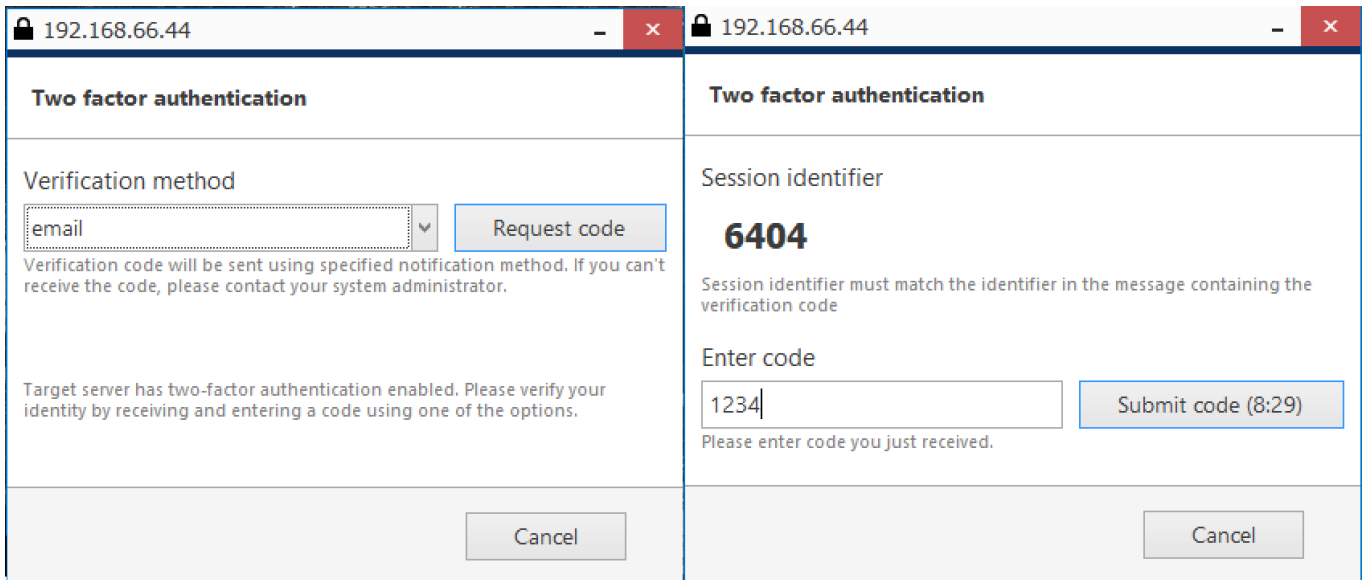 192.168.66.44
Two factor authentication
Verification method
email
Request code
Verification code will be sent using specified notification method. If you can't
receive the code, please contact your system administrator.
Target server has two-factor authentication enabled. Please verify your
identity by receiving and entering a code using one of the options.
Cancel
192.168.66.44
Two factor authentication
Session identifier
6404
Session identifier must match the identifier in the message containing the
verification code
Enter code
1234
Submit code (8:29)
Please enter code you just received.
Cancel